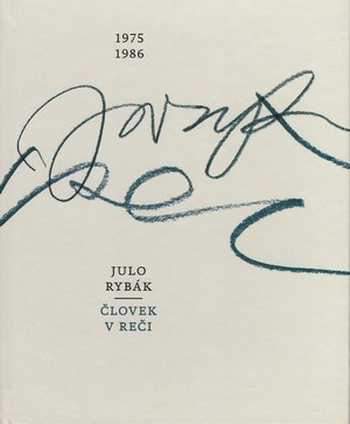 1975
1986
JULO
RYBÁK
ČLOVEK
V REČI